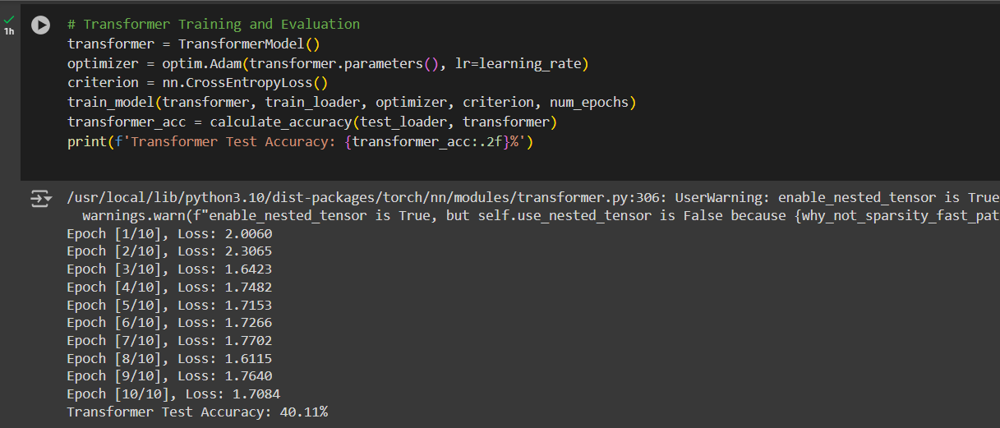 1h
# Transformer Training and Evaluation
transformer = TransformerModel()
optimizer = optim.Adam(transformer.parameters(), lr=learning_rate)
criterion = nn.CrossEntropyLoss()
train_model(transformer, train_loader, optimizer, criterion, num_epochs)
transformer_acc = calculate_accuracy(test_loader, transformer)
print(f'Transformer Test Accuracy: {transformer_acc:.2f}%')
/usr/local/lib/python3.10/dist-packages/torch/nn/modules/transformer.py:306: UserWarning: enable_nested_tensor is True
warnings.warn(f"enable_nested_tensor is True, but self.use_nested_tensor is False because {why_not_sparsity_fast_pat
Epoch [1/10], Loss: 2.0060
Epoch [2/10], Loss: 2.3065
Epoch [3/10], Loss: 1.6423
Epoch [4/10], Loss: 1.7482
Epoch [5/10], Loss: 1.7153
Epoch [6/10], Loss: 1.7266
Epoch [7/10], Loss: 1.7702
Epoch [8/10], Loss: 1.6115
Epoch [9/10], Loss: 1.7640
Epoch [10/10], Loss: 1.7084
Transformer Test Accuracy: 40.11%